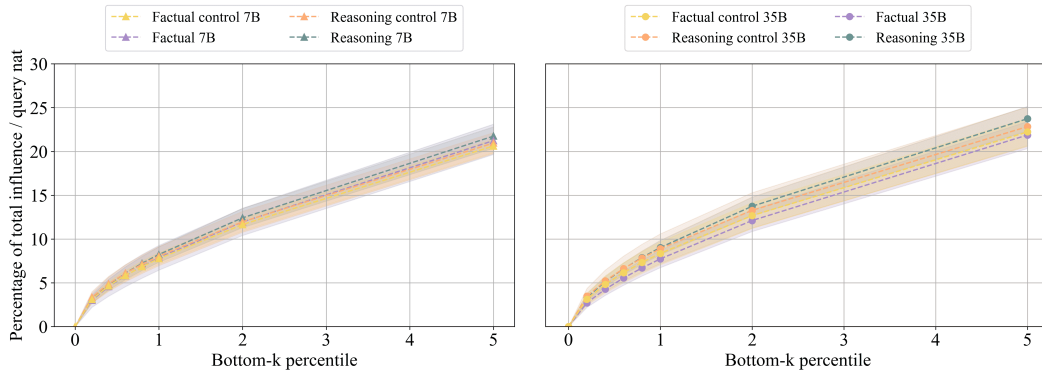 Factual control 7B
Factual 7B
Reasoning control 7B
Reasoning 7B
Factual control 35B
Reasoning control 35B
Factual 35B
Reasoning 35B
Percentage of total influence / query nat
30
25
20
15
10
5
0
0 1 2 3 4 5
Bottom-k percentile
0 1 2 3 4 5
Bottom-k percentile